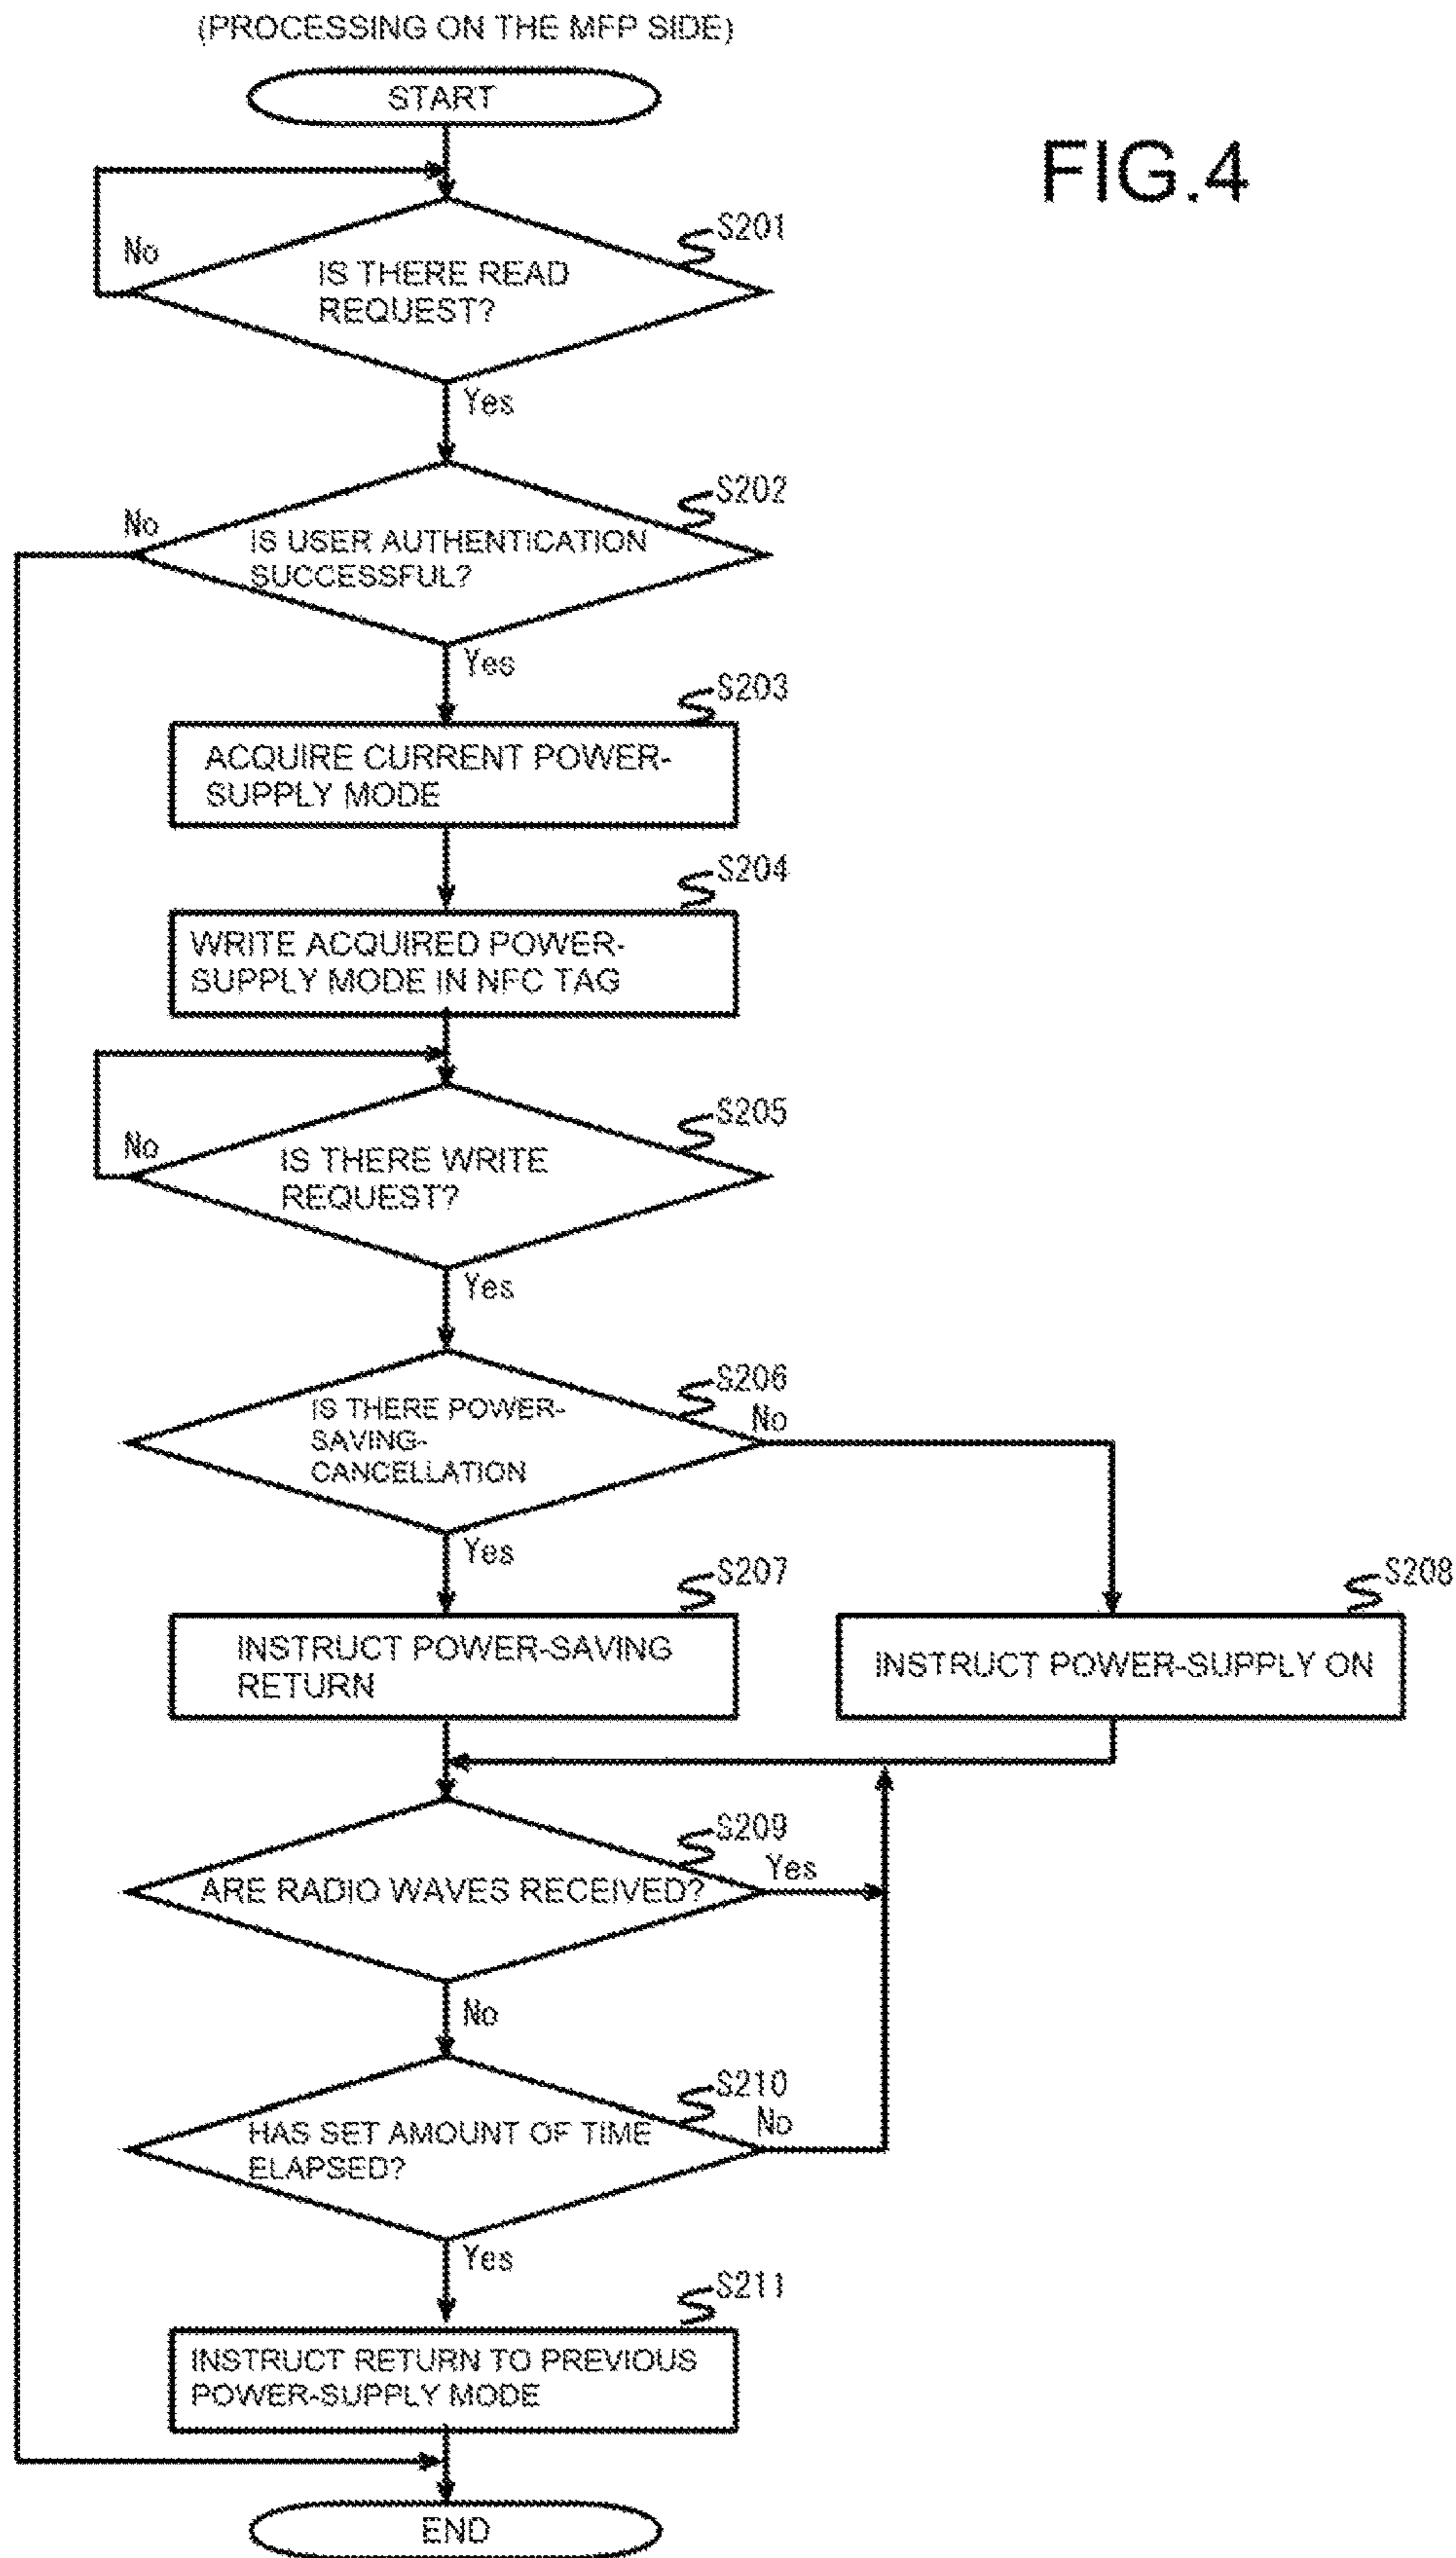 (PROCESSING ON THE MFP SIDE)
START
FIG.4
S201
No
IS THERE READ
REQUEST?
Yes
S202
No
IS USER AUTHENTICATION
SUCCESSFUL?
Yes
S203
ACQUIRE CURRENT POWER-
SUPPLY MODE
S204
WRITE ACQUIRED POWER-
SUPPLY MODE IN NFC TAG
S205
No
IS THERE WRITE
REQUEST?
Yes
S206
No
IS THERE POWER-
SAVING-
CANCELLATION
Yes
S207
S208
INSTRUCT POWER-SAVING
RETURN
INSTRUCT POWER-SUPPLY ON
S209
Yes
ARE RADIO WAVES RECEIVED?
No
S210
No
HAS SET AMOUNT OF TIME
ELAPSED?
Yes
S211
INSTRUCT RETURN TO PREVIOUS
POWER-SUPPLY MODE
END